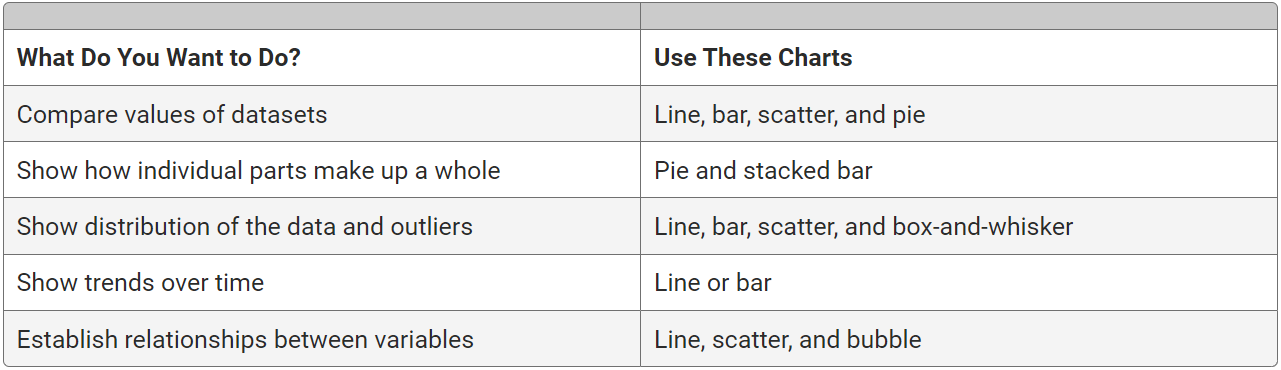 What Do You Want to Do? Use These Charts
Compare values of datasets Line, bar, scatter, and pie
Show how individual parts make up a whole Pie and stacked bar
Show distribution of the data and outliers Line, bar, scatter, and box-and-whisker
Show trends over time Line or bar
Establish relationships between variables Line, scatter, and bubble